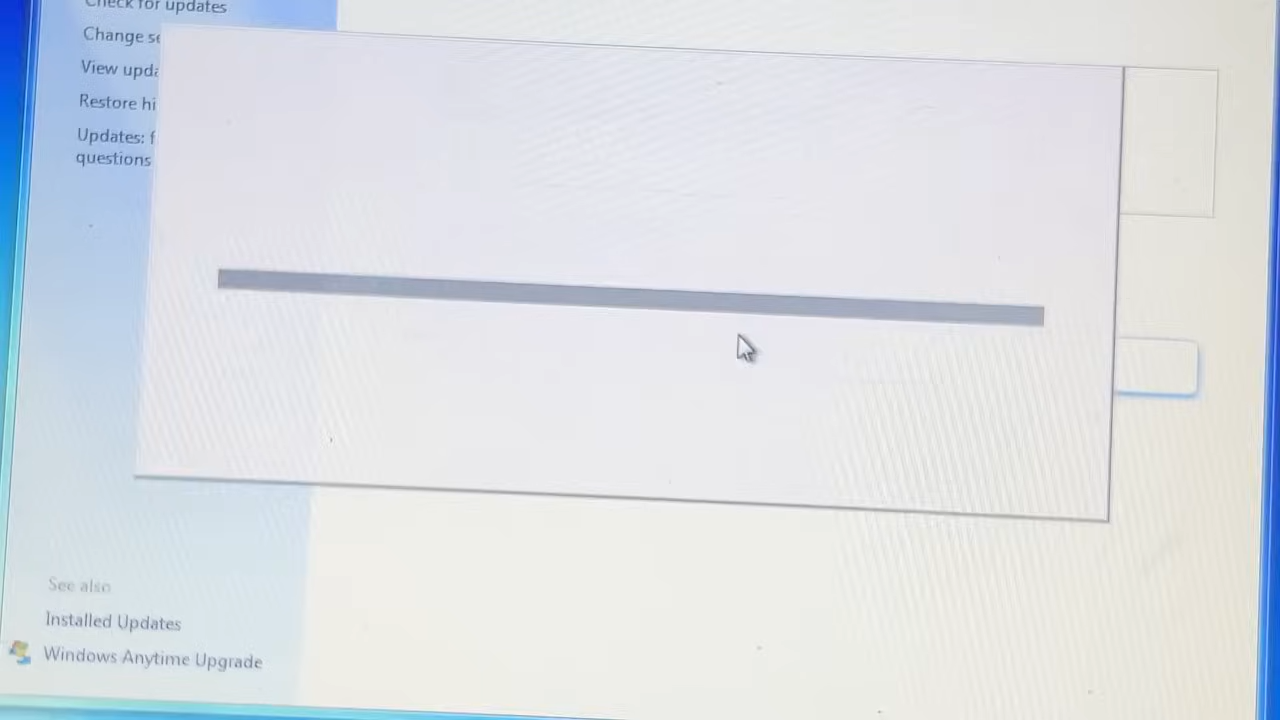 Check for updates
Change se
View upda
Restore hi
Updates: f
questions
See also
Installed Updates
Windows Anytime Upgrade